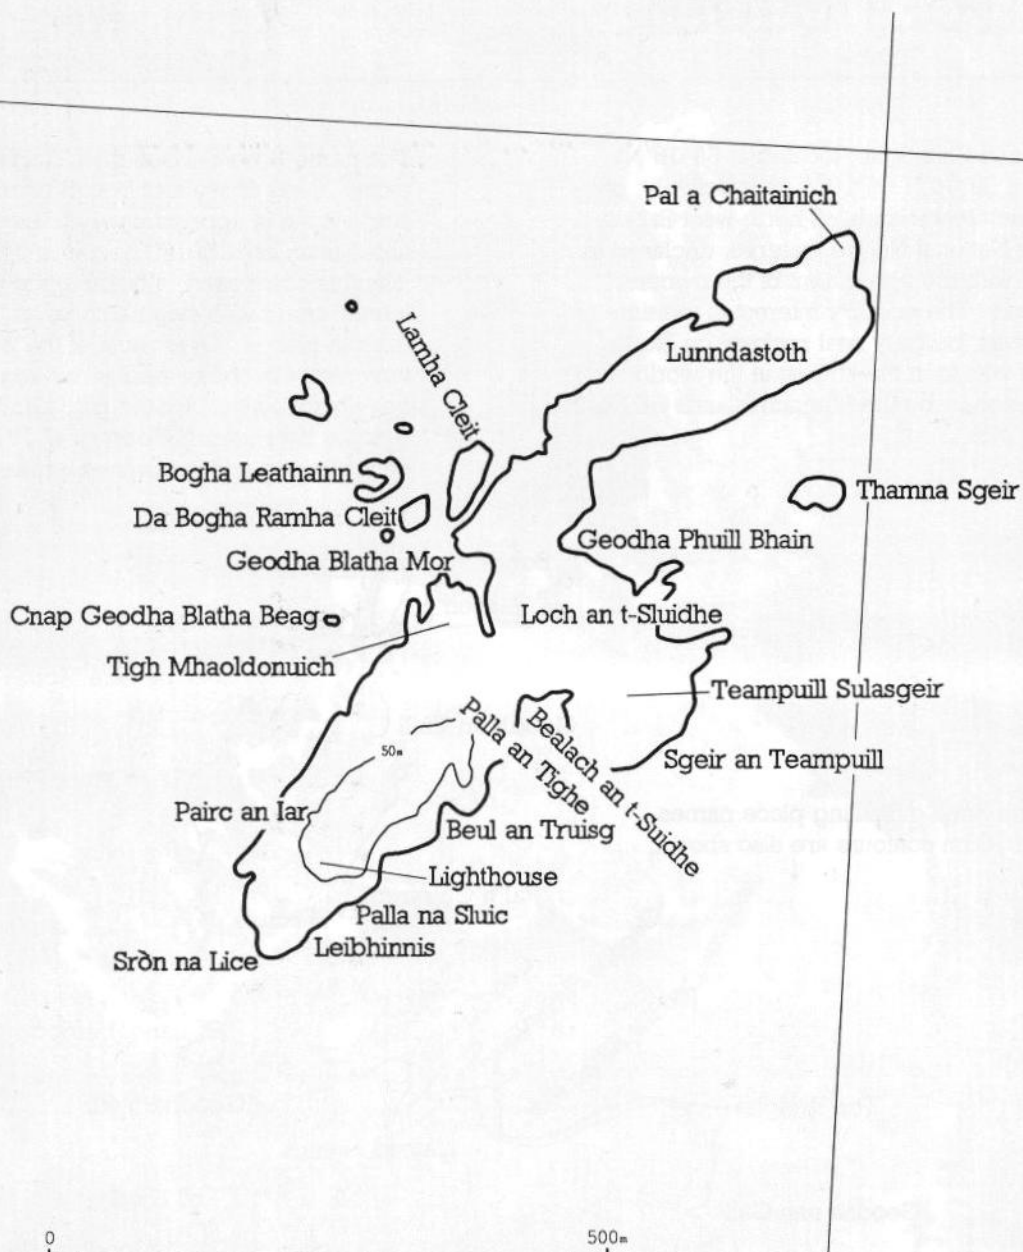 Pal a Chaitainich
Lamha Cleit
Lunndastoth
Bogha Leathainn
Thamna Sgeir
Da Bogha Ramha Cleit
Geodha Phuill Bhain
Geodha Blatha Mor
Cnap Geodha Blatha Beag
Loch an t-Sluidhe
Tigh Mhaoldonuich
Teampuill Sulasgeir
Palla an Tighe
Bealach an t-Suidhe
50m
Sgeir an Teampuill
Pairc an Iar
Beul an Truisg
Lighthouse
Palla na Sluic
Leibhinnis
Sròn na Lice
0
500m